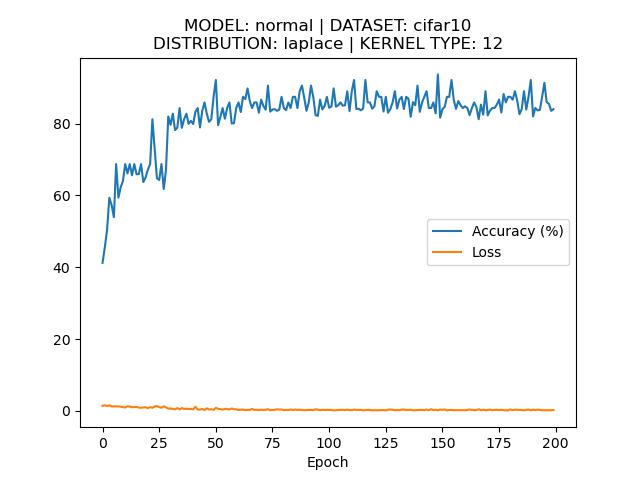 MODEL: normal | DATASET: cifar10
DISTRIBUTION: laplace | KERNEL TYPE: 12
80
60
40
20
0
Accuracy (%)
Loss
0 25 50 75 100 125 150 175 200
Epoch